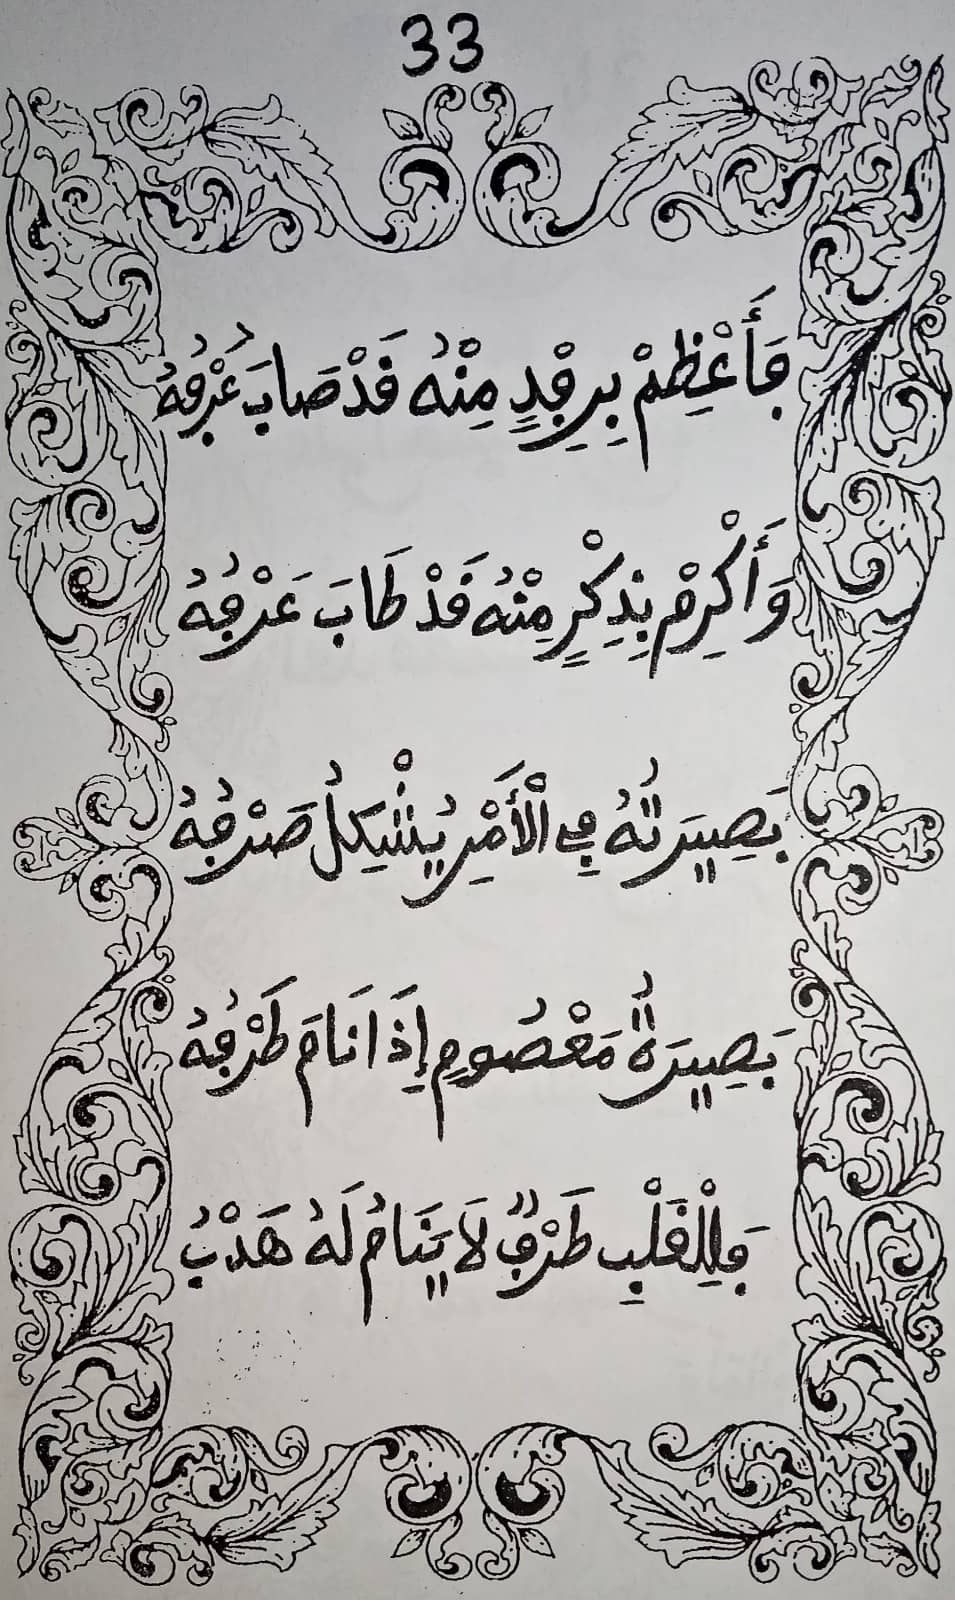 33
فَأَعْظِمْ بِرِفْدٍ مِنْهُ قَدْ صَابَ عُرْفُهُ
وَأَكْرِمْ بِذِكْرٍ مِنْهُ قَدْ طَابَ عَرْفُهُ
بَصِيرَتُهُ فِي الْأَمْرِ يُشْكِلُ صَرْفُهُ
بَصِيرَةُ مَعْصُومٍ إِذَا نَامَ طَرْفُهُ
فَلِلْقَلْبِ طَرْفٌ لَا يَنَامُ لَهُ هَدْبُ